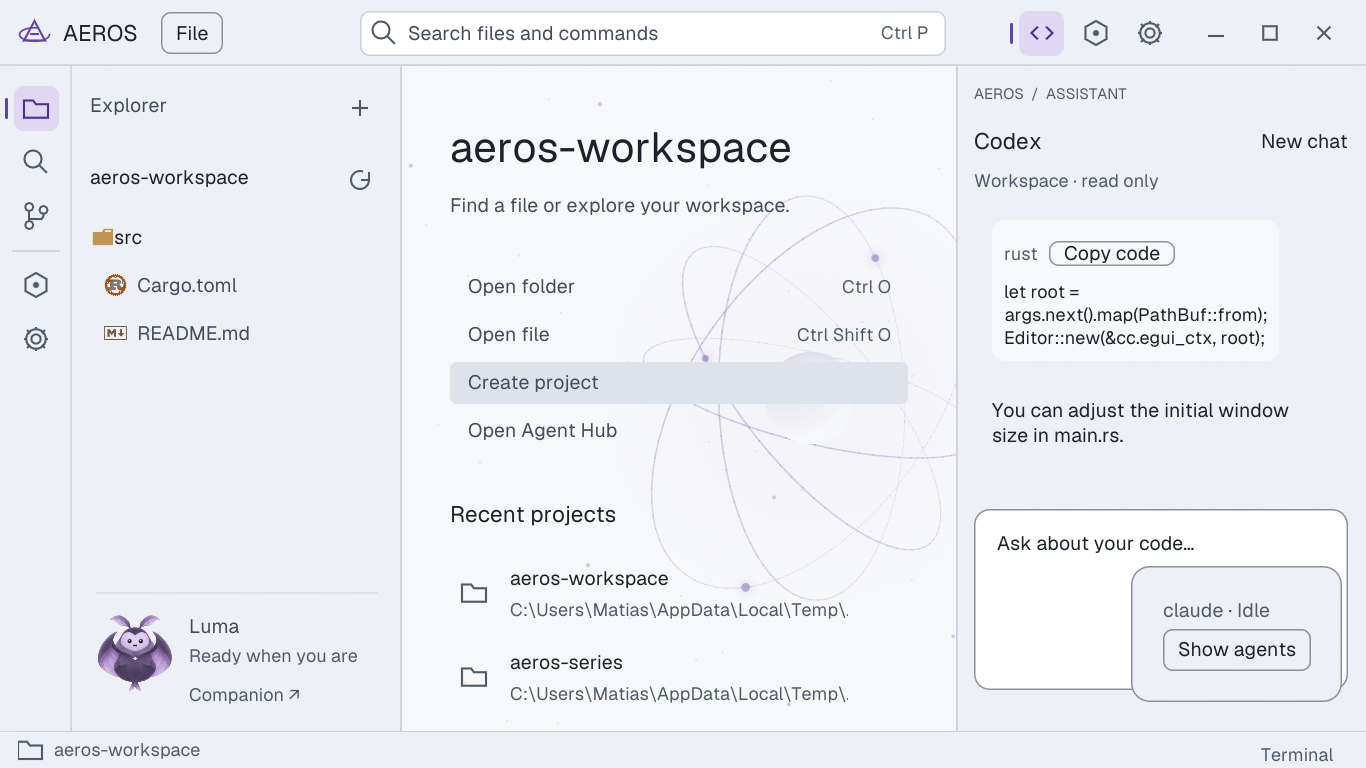 AEROS
File
Search files and commands
Ctrl P
Explorer
aeros-workspace
src
Cargo.toml
README.md
Luma
Ready when you are
Companion ↗
aeros-workspace
Find a file or explore your workspace.
Open folder
Ctrl O
Open file
Ctrl Shift O
Create project
Open Agent Hub
Recent projects
aeros-workspace
C:\Users\Matias\AppData\Local\Temp\.
aeros-series
C:\Users\Matias\AppData\Local\Temp\.
AEROS / ASSISTANT
Codex
New chat
Workspace · read only
rust
Copy code
let root =
args.next().map(PathBuf::from);
Editor::new(&cc.egui_ctx, root);
You can adjust the initial window
size in main.rs.
Ask about your code…
claude · Idle
Show agents
aeros-workspace
Terminal